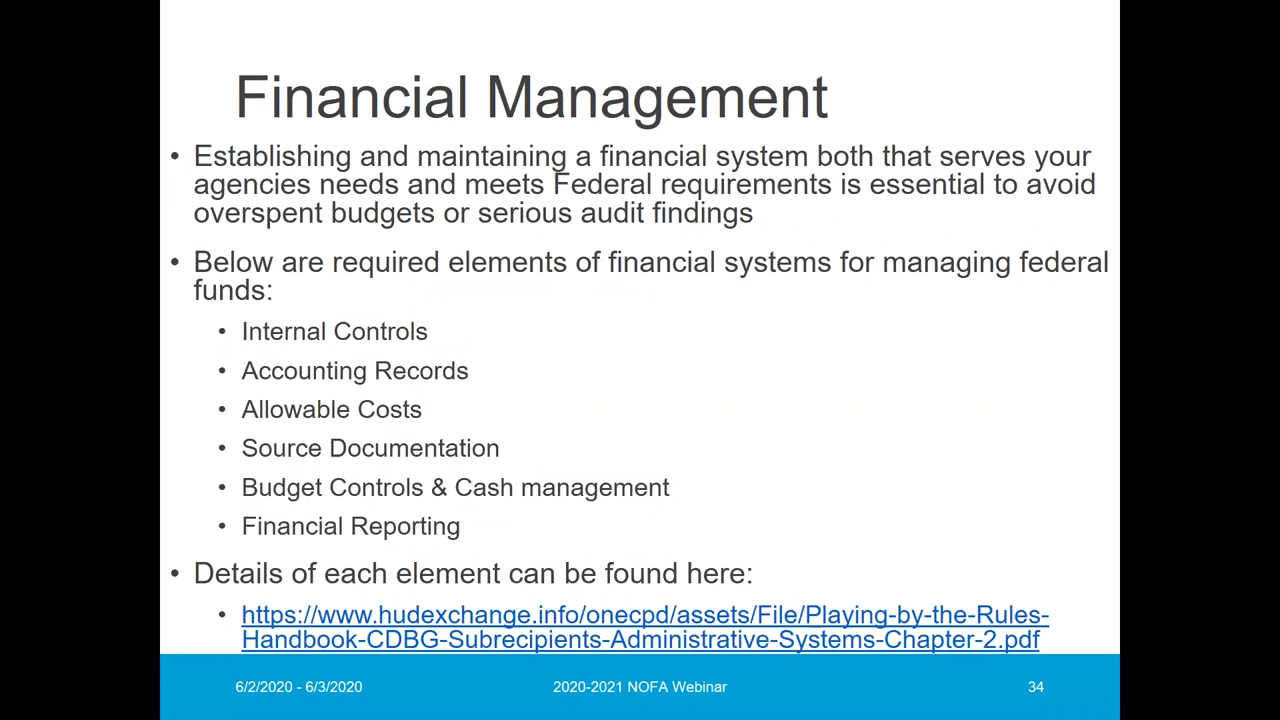 Financial Management
• Establishing and maintaining a financial system both that serves your
agencies needs and meets Federal requirements is essential to avoid
overspent budgets or serious audit findings
• Below are required elements of financial systems for managing federal
funds:
• Internal Controls
• Accounting Records
• Allowable Costs
• Source Documentation
• Budget Controls & Cash management
• Financial Reporting
• Details of each element can be found here:
• https://www.hudexchange.info/onecpd/assets/File/Playing-by-the-Rules-
Handbook-CDBG-Subrecipients-Administrative-Systems-Chapter-2.pdf
6/2/2020 - 6/3/2020 2020-2021 NOFA Webinar 34